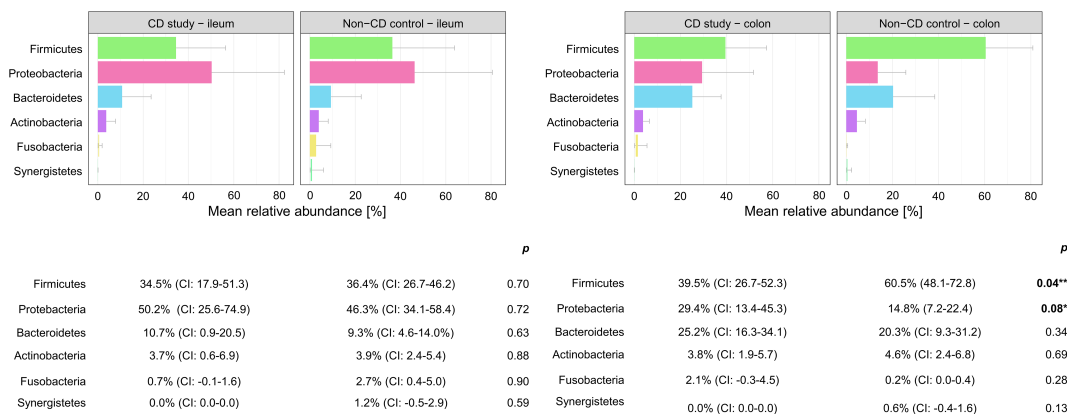 CD study − ileum Non−CD control − ileum CD study − colon Non−CD control − colon
Firmicutes Firmicutes
Proteobacteria Proteobacteria
Bacteroidetes Bacteroidetes
Actinobacteria Actinobacteria
Fusobacteria Fusobacteria
Synergistetes Synergistetes
0 20 40 60 80 0 20 40 60 80 0 20 40 60 80 0 20 40 60 80
Mean relative abundance [%] Mean relative abundance [%]
p p
Firmicutes 34.5% (CI: 17.9-51.3) 36.4% (CI: 26.7-46.2) 0.70 Firmicutes 39.5% (CI: 26.7-52.3) 60.5% (48.1-72.8) 0.04**
Protebacteria 50.2% (CI: 25.6-74.9) 46.3% (CI: 34.1-58.4) 0.72 Protebacteria 29.4% (CI: 13.4-45.3) 14.8% (7.2-22.4) 0.08*
Bacteroidetes 10.7% (CI: 0.9-20.5) 9.3% (CI: 4.6-14.0%) 0.63 Bacteroidetes 25.2% (CI: 16.3-34.1) 20.3% (CI: 9.3-31.2) 0.34
Actinobacteria 3.7% (CI: 0.6-6.9) 3.9% (CI: 2.4-5.4) 0.88 Actinobacteria 3.8% (CI: 1.9-5.7) 4.6% (CI: 2.4-6.8) 0.69
Fusobacteria 0.7% (CI: -0.1-1.6) 2.7% (CI: 0.4-5.0) 0.90 Fusobacteria 2.1% (CI: -0.3-4.5) 0.2% (CI: 0.0-0.4) 0.28
Synergistetes 0.0% (CI: 0.0-0.0) 1.2% (CI: -0.5-2.9) 0.59 Synergistetes 0.0% (CI: 0.0-0.0) 0.6% (CI: -0.4-1.6) 0.13